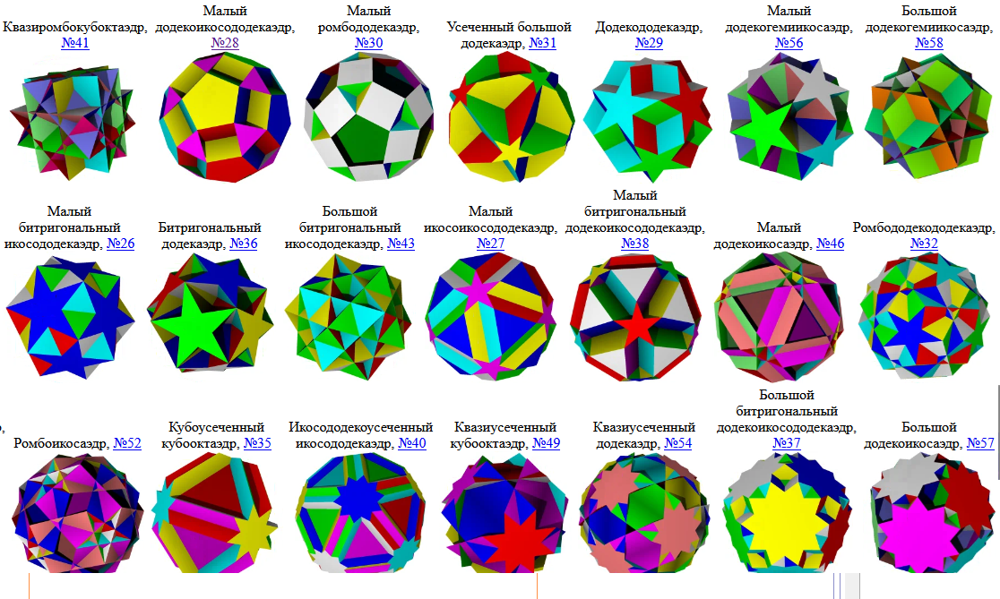 Квазиромбокубоктаэдр,
№41
Малый
додекоикосододекаэдр,
№28
Малый
ромбододекаэдр,
№30
Усеченный большой
додекаэдр, №31
Додекододекаэдр,
№29
Малый
додекогемиикосаэдр,
№56
Большой
додекогемиикосаэдр,
№58
Малый
битригональный
икосододекаэдр, №26
Битригональный
додекаэдр, №36
Большой
битригональный
икосододекаэдр, №43
Малый
икосоикосододекаэдр,
№27
Малый
битригональный
додекоикосододекаэдр,
№38
Малый
додекоикосаэдр, №46
Ромбододекододекаэдр,
№32
,
Ромбоикосаэдр, №52
Кубоусеченный
кубооктаэдр, №35
Икосододекоусеченный
икосододекаэдр, №40
Квазиусеченный
кубооктаэдр, №49
Квазиусеченный
додекаэдр, №54
Большой
битригональный
додекоикосододекаэдр,
№37
Большой
додекоикосаэдр, №57